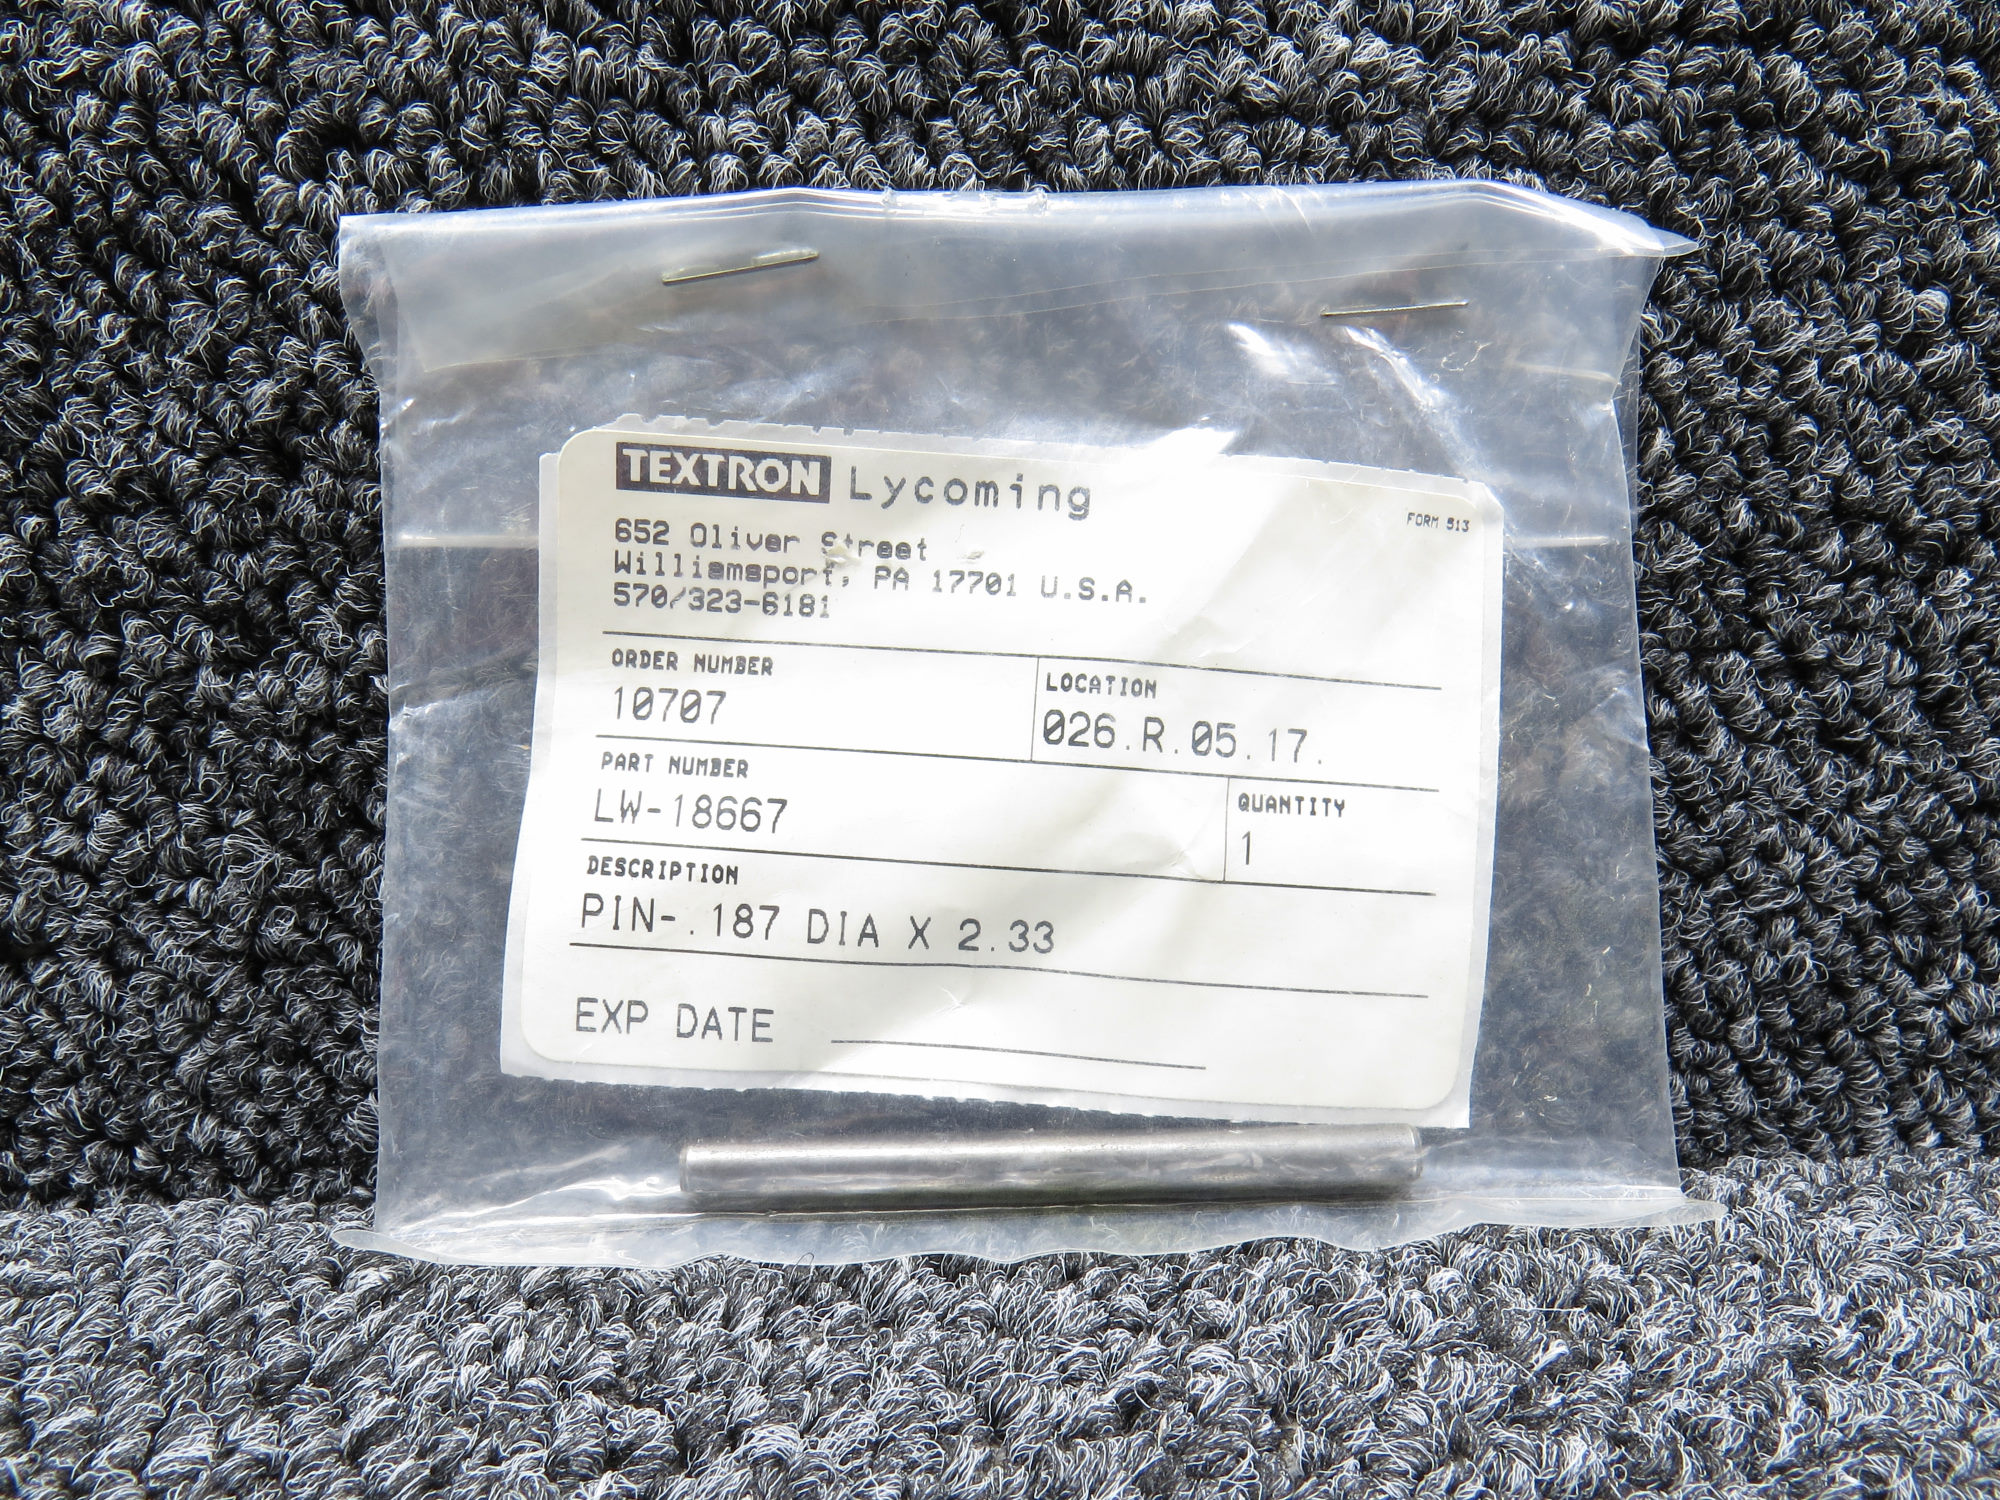 TEXTRON Lycoming
FORM 513
652 Oliver Street
Williamsport, PA 17701 U.S.A.
570/323-6181
ORDER NUMBER
10707
LOCATION
026.R.05.17.
PART NUMBER
LW-18667
QUANTITY
1
DESCRIPTION
PIN-.187 DIA X 2.33
EXP DATE